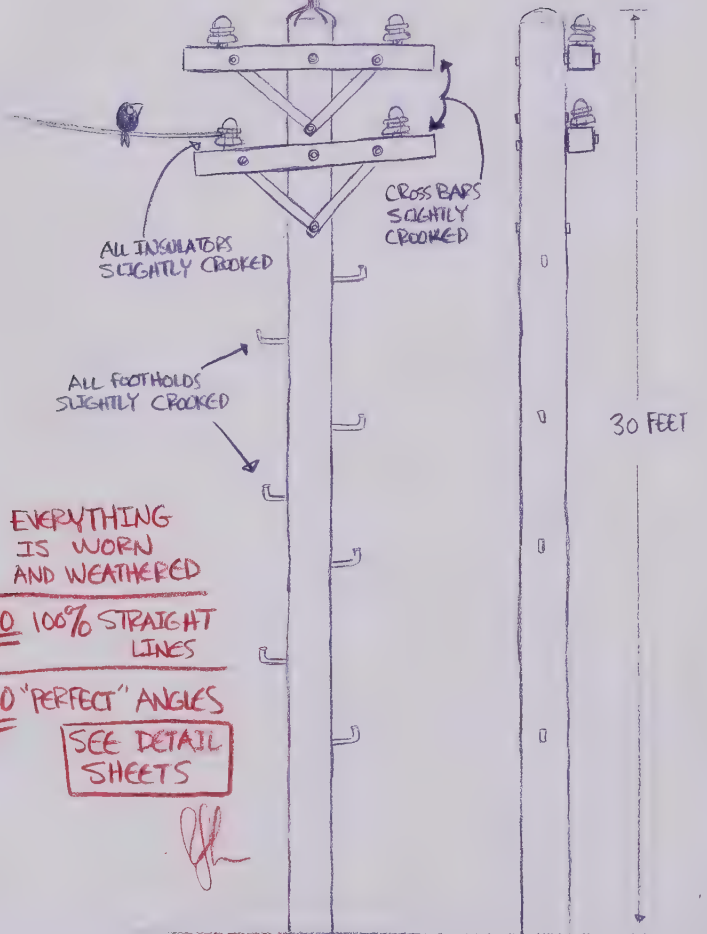 CROSS BARS
SLIGHTLY
CROOKED
ALL INSULATORS
SLIGHTLY CROOKED
ALL FOOTHOLDS
SLIGHTLY CROOKED
30 FEET
EVERYTHING
IS WORN
AND WEATHERED
O 100% STRAIGHT
LINES
O "PERFECT" ANGLES
SEE DETAIL
SHEETS